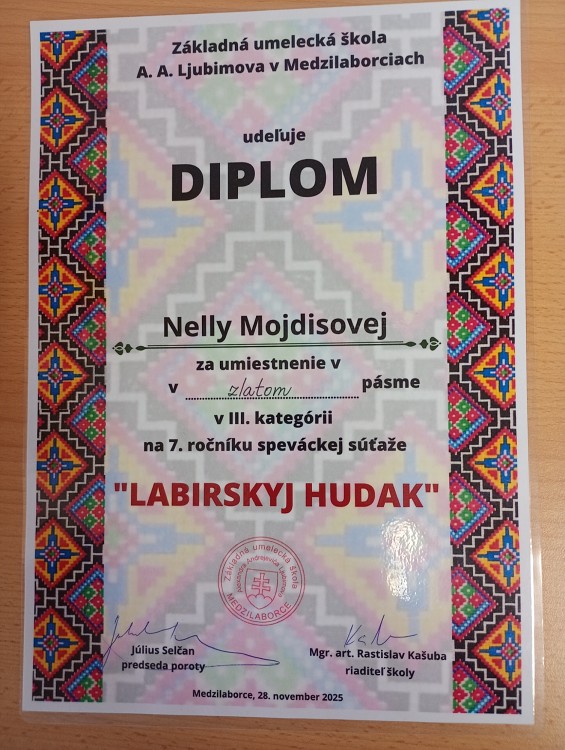 Základná umelecká škola
A. A. Ljubimova v Medzilaborciach
udeľuje
DIPLOM
Nelly Mojdisovej
za umiestnenie v
v zlatom pásme
v III. kategórii
na 7. ročníku speváckej súťaže
"LABIRSKYJ HUDAK"
Základná umelecká škola
MEDZILABORCE
Július Selčan
predseda poroty
Mgr. art. Rastislav Kašuba
riaditeľ školy
Medzilaborce, 28. november 2025